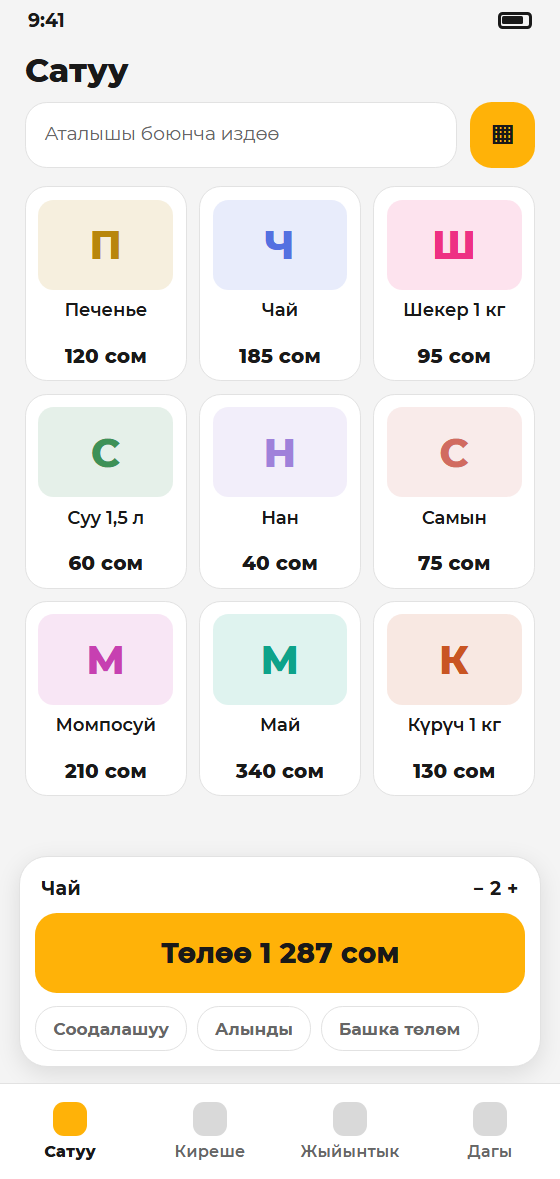 9:41
Сатуу
Аталышы боюнча издөө
П Ч Ш
Печенье Чай Шекер 1 кг
120 сом 185 сом 95 сом
С Н С
Суу 1,5 л Нан Самын
60 сом 40 сом 75 сом
М М К
Момпосуй Май Күрүч 1 кг
210 сом 340 сом 130 сом
Чай – 2 +
Төлөө 1 287 сом
Соодалашуу Алынды Башка төлөм
Сатуу Киреше Жыйынтык Дагы